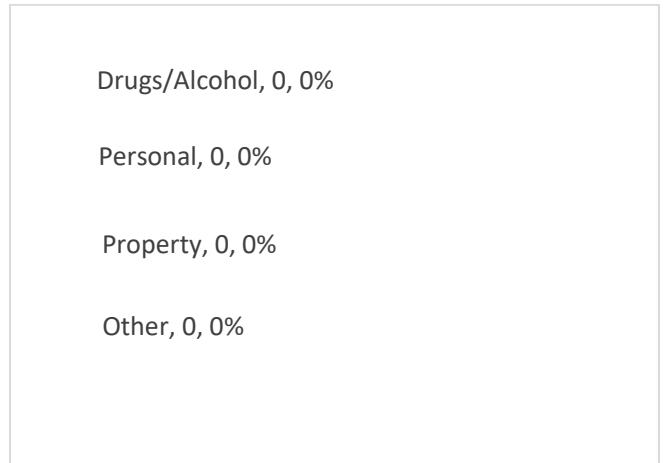 Drugs/Alcohol, 0, 0%
Personal, 0, 0%
Property, 0, 0%
Other, 0, 0%